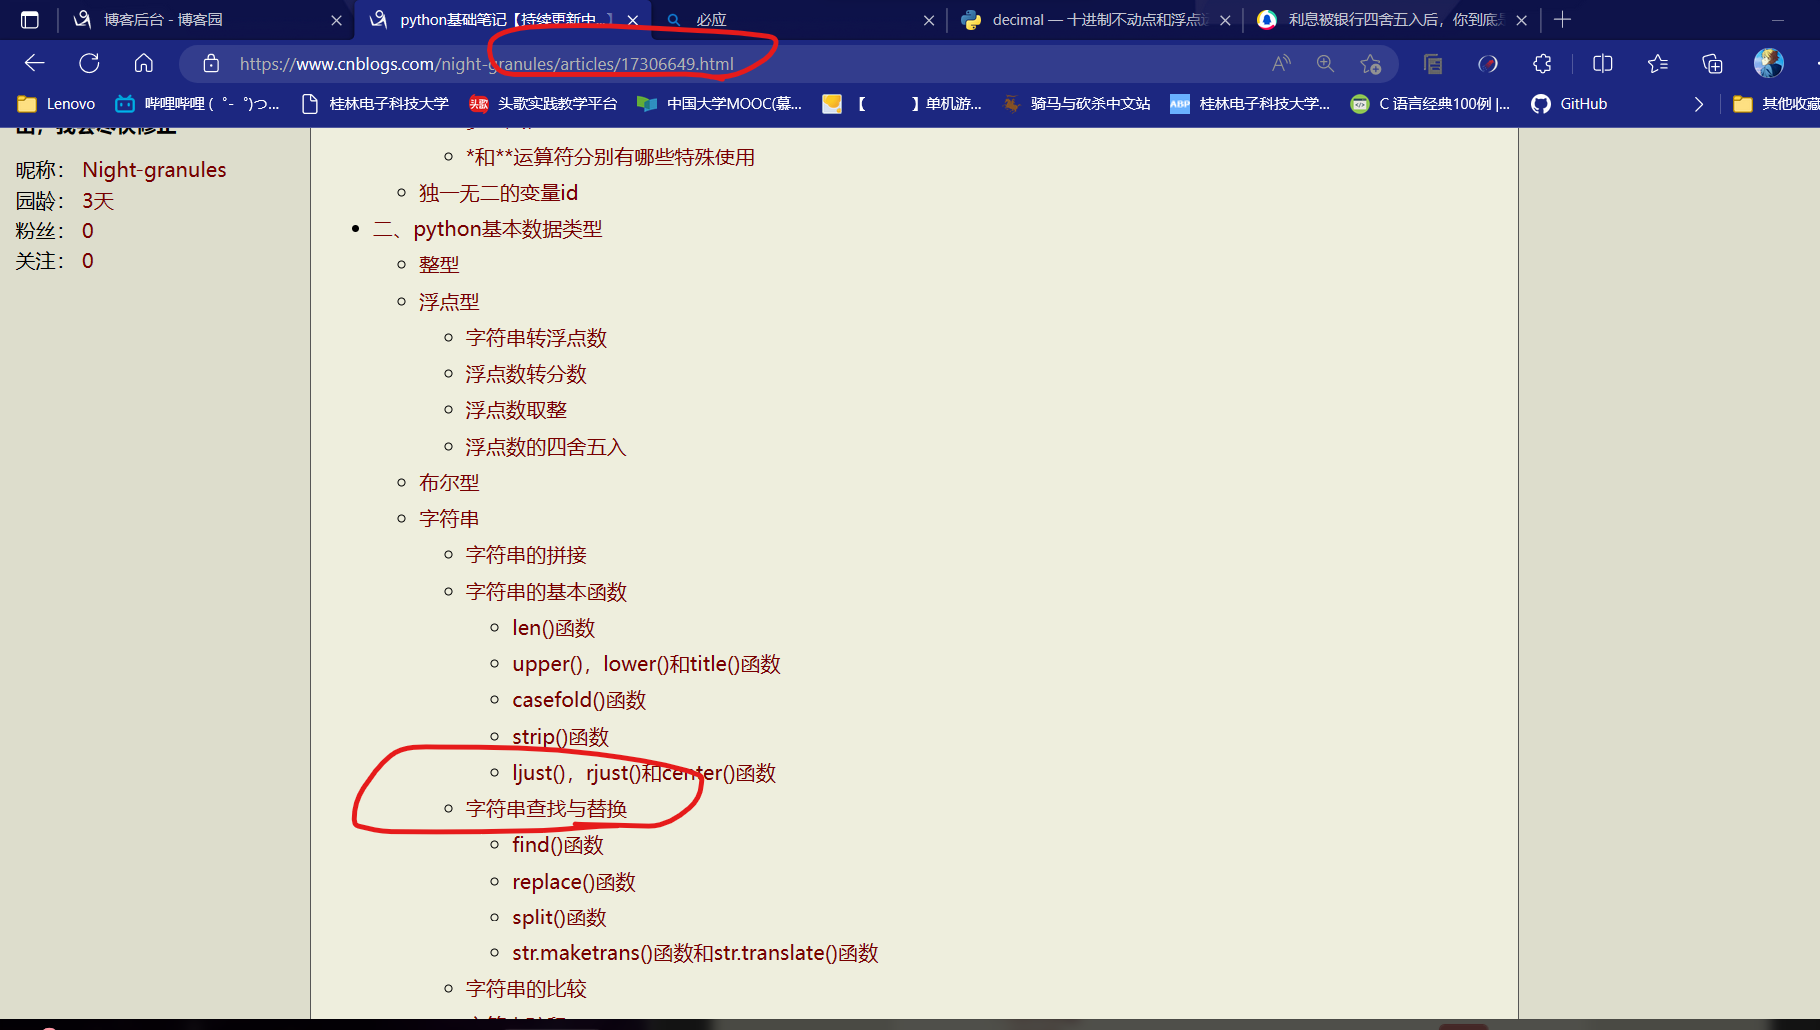 博客后台 - 博客园
python基础笔记【持续更新中...】
必应
decimal — 十进制不动点和浮点
利息被银行四舍五入后，你到底是
https://www.cnblogs.com/night-granules/articles/17306649.html
Lenovo
哔哩哔哩 (゜-゜)つ...
桂林电子科技大学
头歌实践教学平台
中国大学MOOC(慕...
【 】单机游...
骑马与砍杀中文站
ABP
桂林电子科技大学...
C 语言经典100例 |...
GitHub
其他收藏
出，我会尽快修正
昵称： Night-granules
园龄： 3天
粉丝： 0
关注： 0
*和**运算符分别有哪些特殊使用
独一无二的变量id
二、python基本数据类型
整型
浮点型
字符串转浮点数
浮点数转分数
浮点数取整
浮点数的四舍五入
布尔型
字符串
字符串的拼接
字符串的基本函数
len()函数
upper()，lower()和title()函数
casefold()函数
strip()函数
ljust()，rjust()和center()函数
字符串查找与替换
find()函数
replace()函数
split()函数
str.maketrans()函数和str.translate()函数
字符串的比较